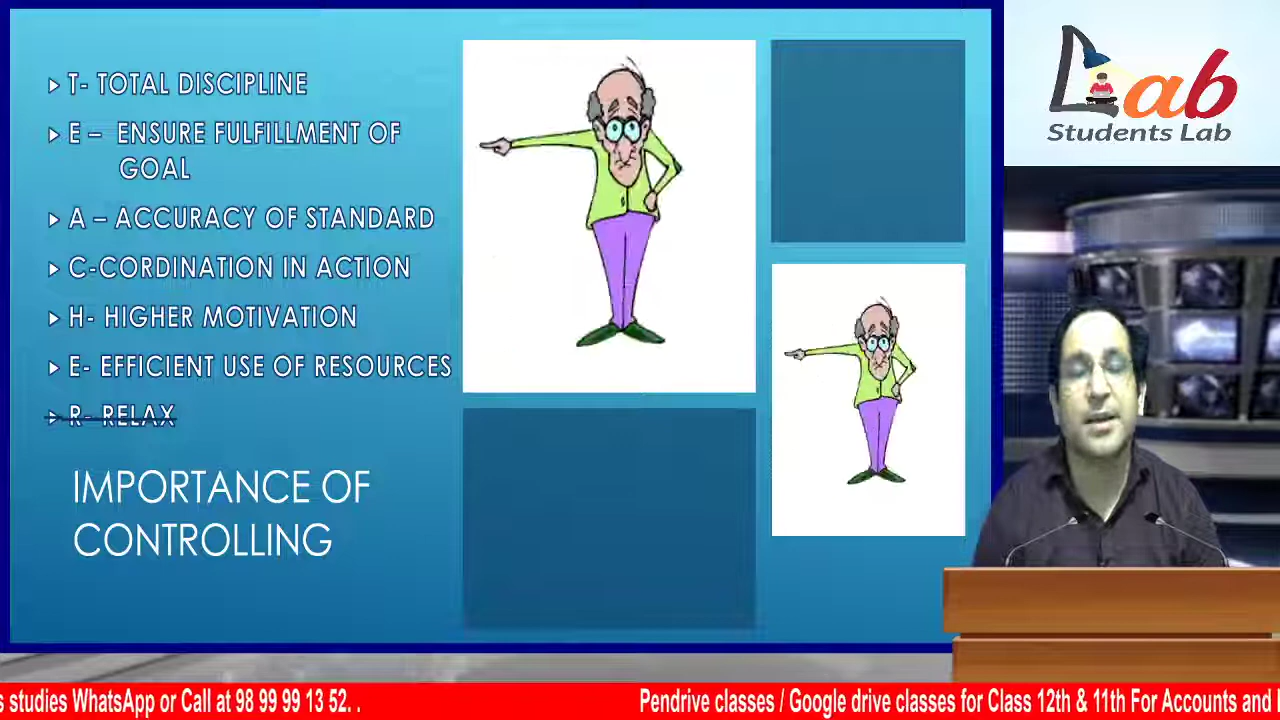 T- TOTAL DISCIPLINE
E – ENSURE FULFILLMENT OF
GOAL
A – ACCURACY OF STANDARD
C-CORDINATION IN ACTION
H- HIGHER MOTIVATION
E- EFFICIENT USE OF RESOURCES
R- RELAX
IMPORTANCE OF
CONTROLLING
Lab
Students Lab
s studies WhatsApp or Call at 98 99 99 13 52. .
Pendrive classes / Google drive classes for Class 12th & 11th For Accounts and